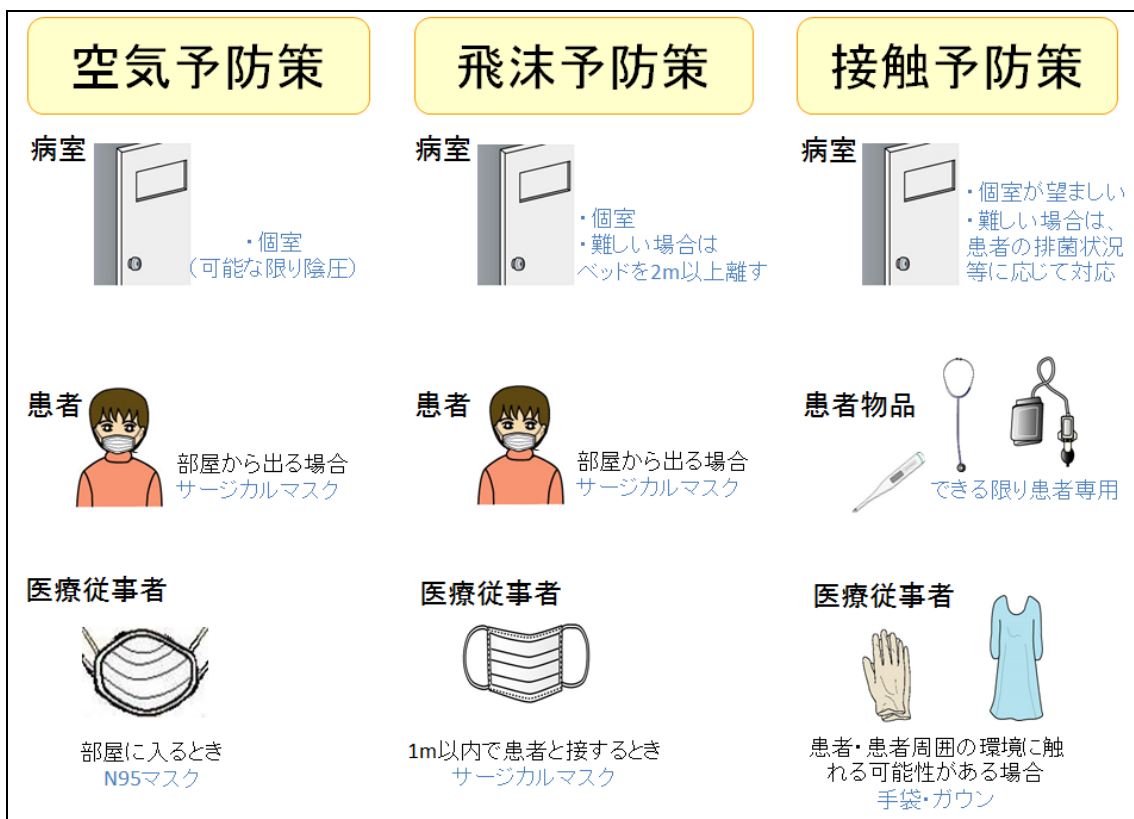 空気予防策
飛沫予防策
接触予防策
病室
・個室
(可能な限り陰圧)
病室
・個室
・難しい場合は
ベッドを2m以上離す
病室
・個室が望ましい
・難しい場合は、
患者の排菌状況
等に応じて対応
患者
部屋から出る場合
サージカルマスク
患者
部屋から出る場合
サージカルマスク
患者物品
できる限り患者専用
医療従事者
部屋に入るとき
N95マスク
医療従事者
1m以内で患者と接するとき
サージカルマスク
医療従事者
患者・患者周囲の環境に触
れる可能性がある場合
手袋・ガウン